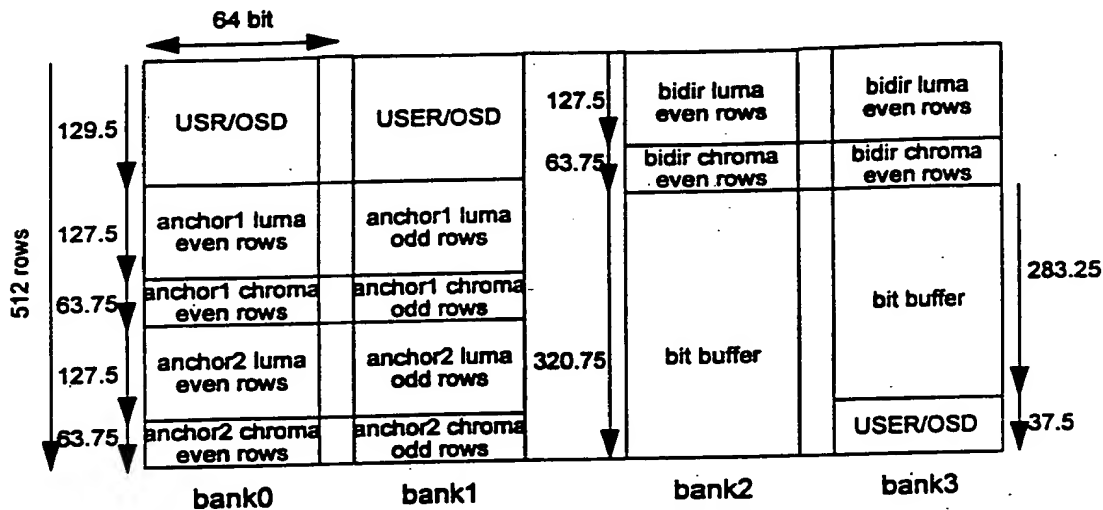 64 bit
512 rows
129.5
127.5
63.75
127.5
63.75
USR/OSD
anchor1 luma
even rows
anchor1 chroma
even rows
anchor2 luma
even rows
anchor2 chroma
even rows
bank0
USER/OSD
anchor1 luma
odd rows
anchor1 chroma
odd rows
anchor2 luma
odd rows
anchor2 chroma
odd rows
bank1
127.5
63.75
320.75
bidir luma
even rows
bidir chroma
even rows
bit buffer
bank2
bidir luma
even rows
bidir chroma
even rows
bit buffer
USER/OSD
bank3
283.25
37.5